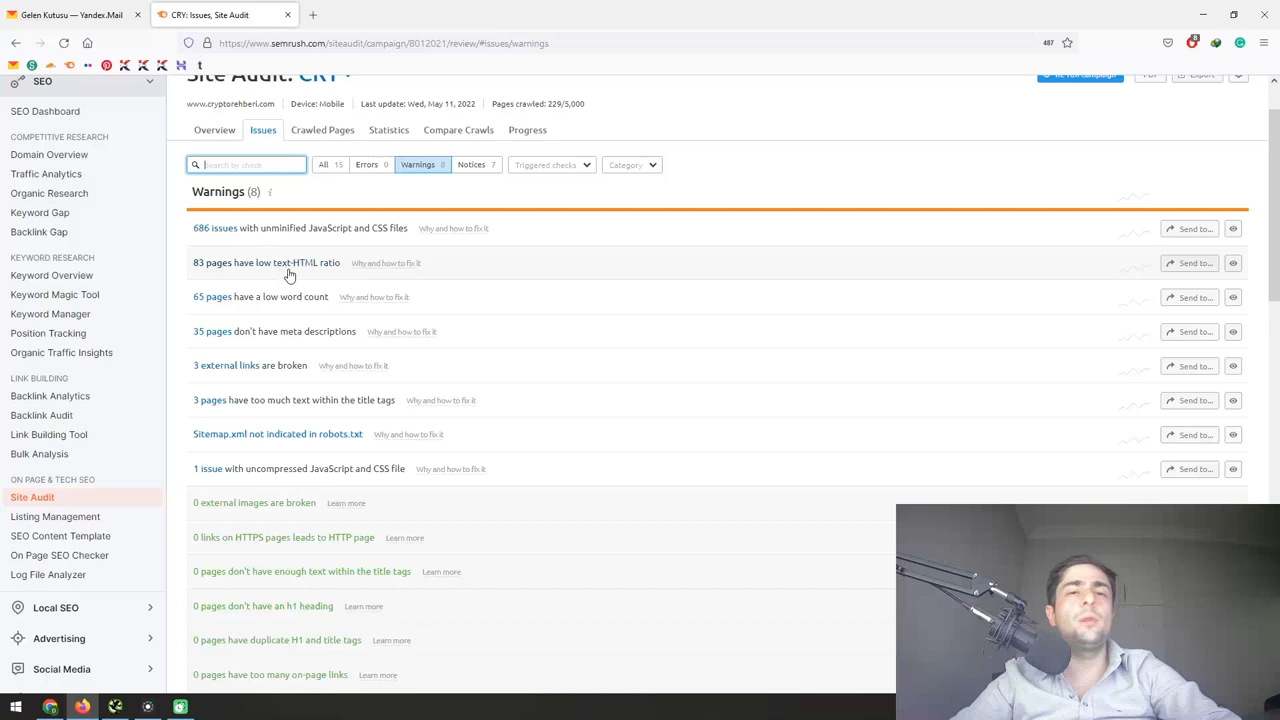 Gelen Kutusu — Yandex.Mail
CRY: Issues, Site Audit
https://www.semrush.com/siteaudit/campaign/8012021/review/#issues/warnings
487
8
SEO
SEO Dashboard
COMPETITIVE RESEARCH
Domain Overview
Traffic Analytics
Organic Research
Keyword Gap
Backlink Gap
KEYWORD RESEARCH
Keyword Overview
Keyword Magic Tool
Keyword Manager
Position Tracking
Organic Traffic Insights
LINK BUILDING
Backlink Analytics
Backlink Audit
Link Building Tool
Bulk Analysis
ON PAGE & TECH SEO
Site Audit
Listing Management
SEO Content Template
On Page SEO Checker
Log File Analyzer
Local SEO
Advertising
Social Media
Site Audit: CRY
Re-run campaign PDF Export
www.cryptorehberi.com Device: Mobile Last update: Wed, May 11, 2022 Pages crawled: 229/5,000
Overview Issues Crawled Pages Statistics Compare Crawls Progress
Search by check All 15 Errors 0 Warnings 8 Notices 7 Triggered checks Category
Warnings (8)
686 issues with unminified JavaScript and CSS files Why and how to fix it Send to...
83 pages have low text-HTML ratio Why and how to fix it Send to...
65 pages have a low word count Why and how to fix it Send to...
35 pages don't have meta descriptions Why and how to fix it Send to...
3 external links are broken Why and how to fix it Send to...
3 pages have too much text within the title tags Why and how to fix it Send to...
Sitemap.xml not indicated in robots.txt Why and how to fix it Send to...
1 issue with uncompressed JavaScript and CSS file Why and how to fix it Send to...
0 external images are broken Learn more
0 links on HTTPS pages leads to HTTP page Learn more
0 pages don't have enough text within the title tags Learn more
0 pages don't have an h1 heading Learn more
0 pages have duplicate H1 and title tags Learn more
0 pages have too many on-page links Learn more